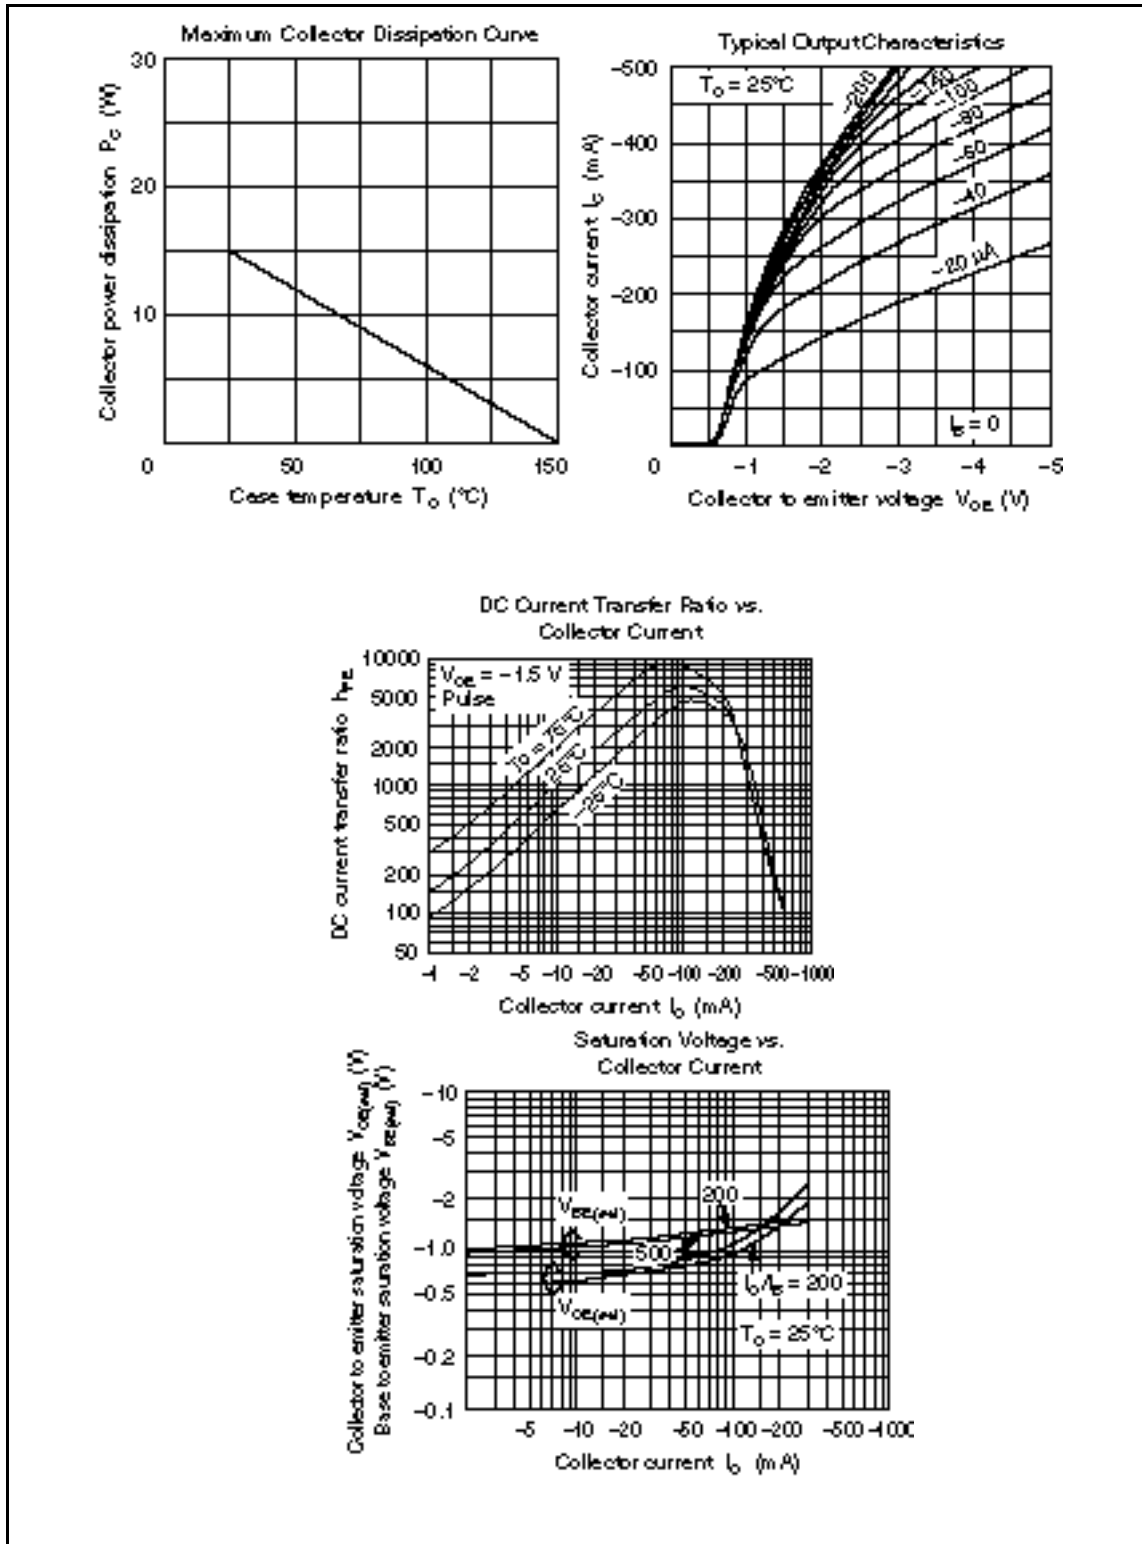 Maximum Collector Dissipation Curve
Collector power dissipation P_C (W)
30
20
10
0
50
100
150
Case temperature T_C (°C)
Typical Output Characteristics
Collector current I_C (mA)
–500
–400
–300
–200
–100
0
–1
–2
–3
–4
–5
T_C = 25°C
–200
–100
–80
–60
–40
–20 µA
I_B = 0
Collector to emitter voltage V_CE (V)
DC Current Transfer Ratio vs.
Collector Current
DC current transfer ratio h_FE
10000
5000
2000
1000
500
200
100
50
V_CE = –1.5 V
Pulse
25°C
–25°C
–1
–2
–5
–10
–20
–50
–100
–200
–500
–1000
Collector current I_C (mA)
Saturation Voltage vs.
Collector Current
Collector to emitter saturation voltage V_CE(sat) (V)
Base to emitter saturation voltage V_BE(sat) (V)
–10
–5
–2
–1.0
–0.5
–0.2
–0.1
V_BE(sat)
200
500
I_C/I_B = 200
V_CE(sat)
T_C = 25°C
–5
–10
–20
–50
–100
–200
–500
–1000
Collector current I_C (mA)